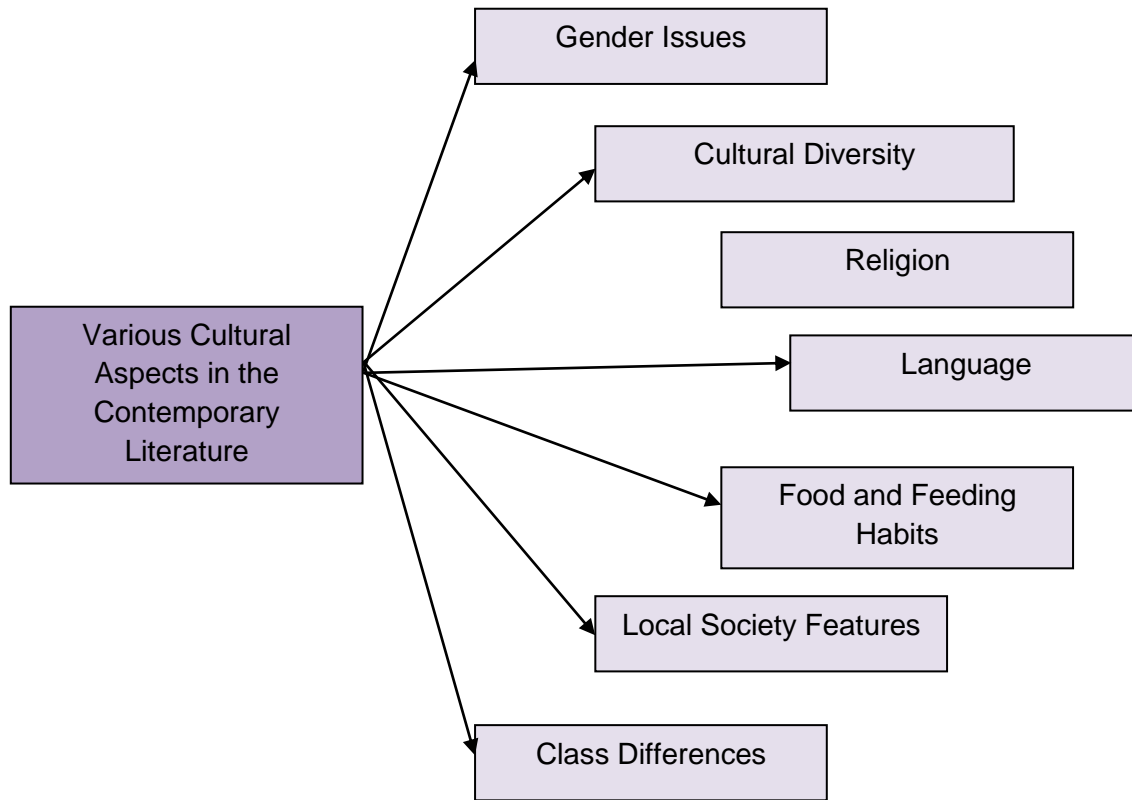 Gender Issues
Cultural Diversity
Religion
Various Cultural
Aspects in the
Contemporary
Literature
Language
Food and Feeding
Habits
Local Society Features
Class Differences